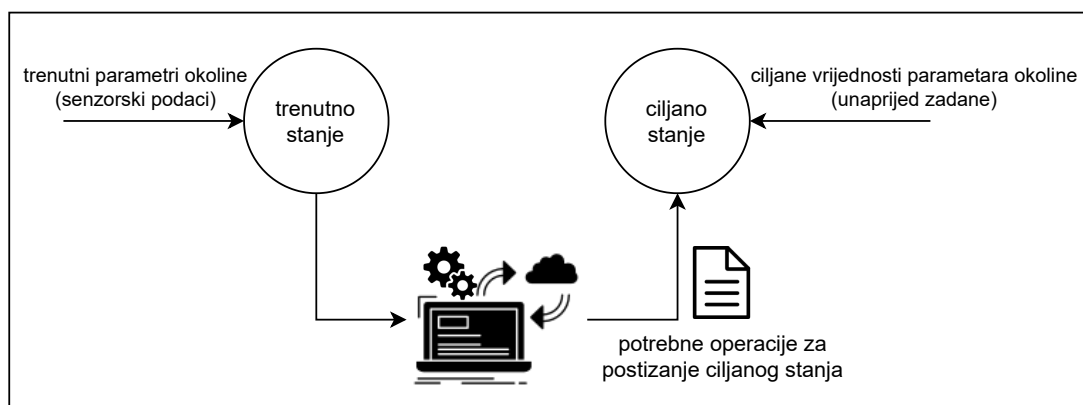 trenutni parametri okoline
(senzorski podaci)
trenutno
stanje
ciljano
stanje
ciljane vrijednosti parametara okoline
(unaprijed zadane)
potrebne operacije za
postizanje ciljanog stanja